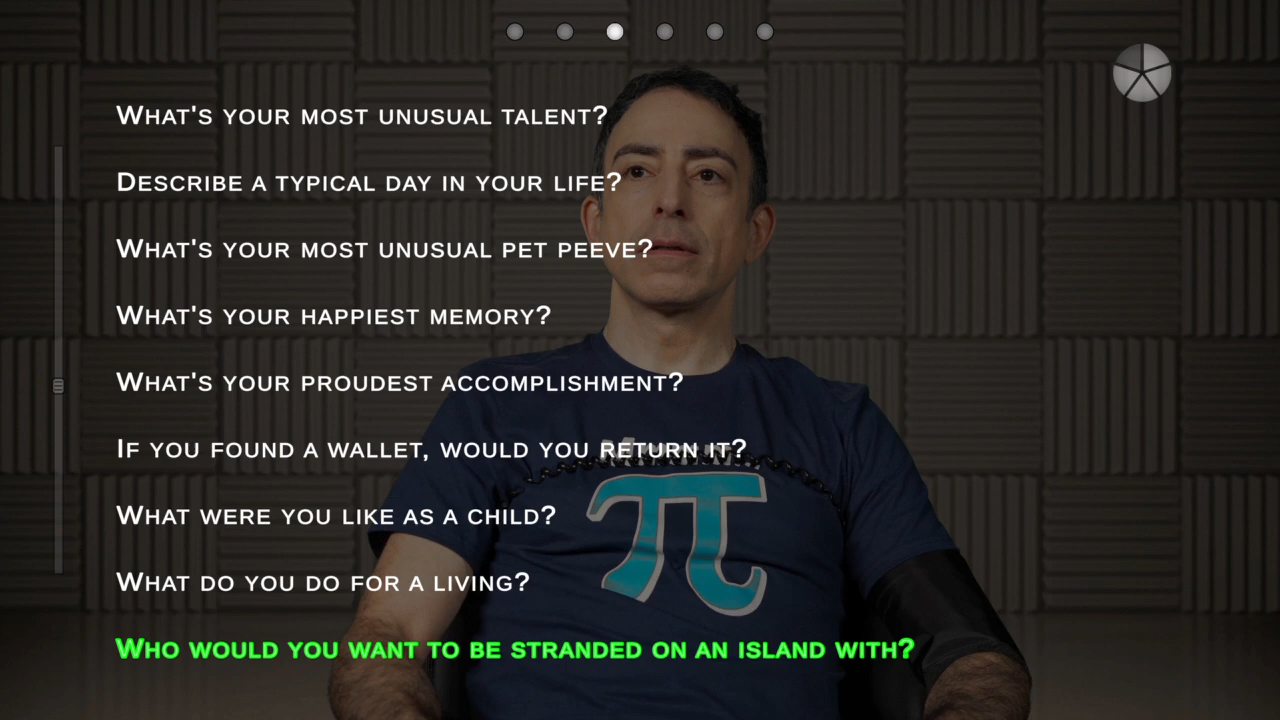 What's your most unusual talent?
Describe a typical day in your life?
What's your most unusual pet peeve?
What's your happiest memory?
What's your proudest accomplishment?
If you found a wallet, would you return it?
What were you like as a child?
What do you do for a living?
Who would you want to be stranded on an island with?
π